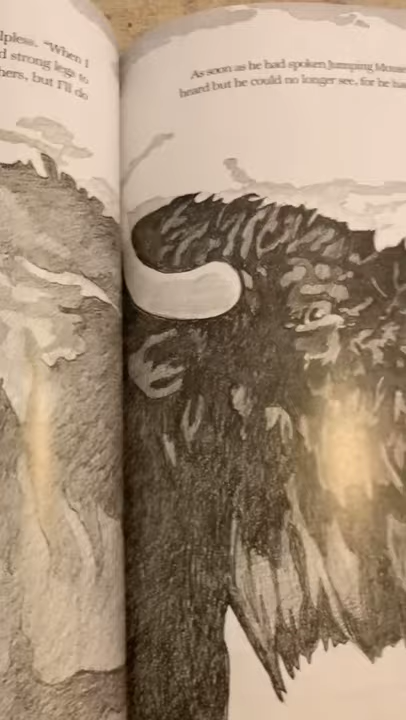 lpless. "When I
d strong legs to
hers, but I'll do
As soon as he had spoken Jumping Mouse
heard but he could no longer see, for he had